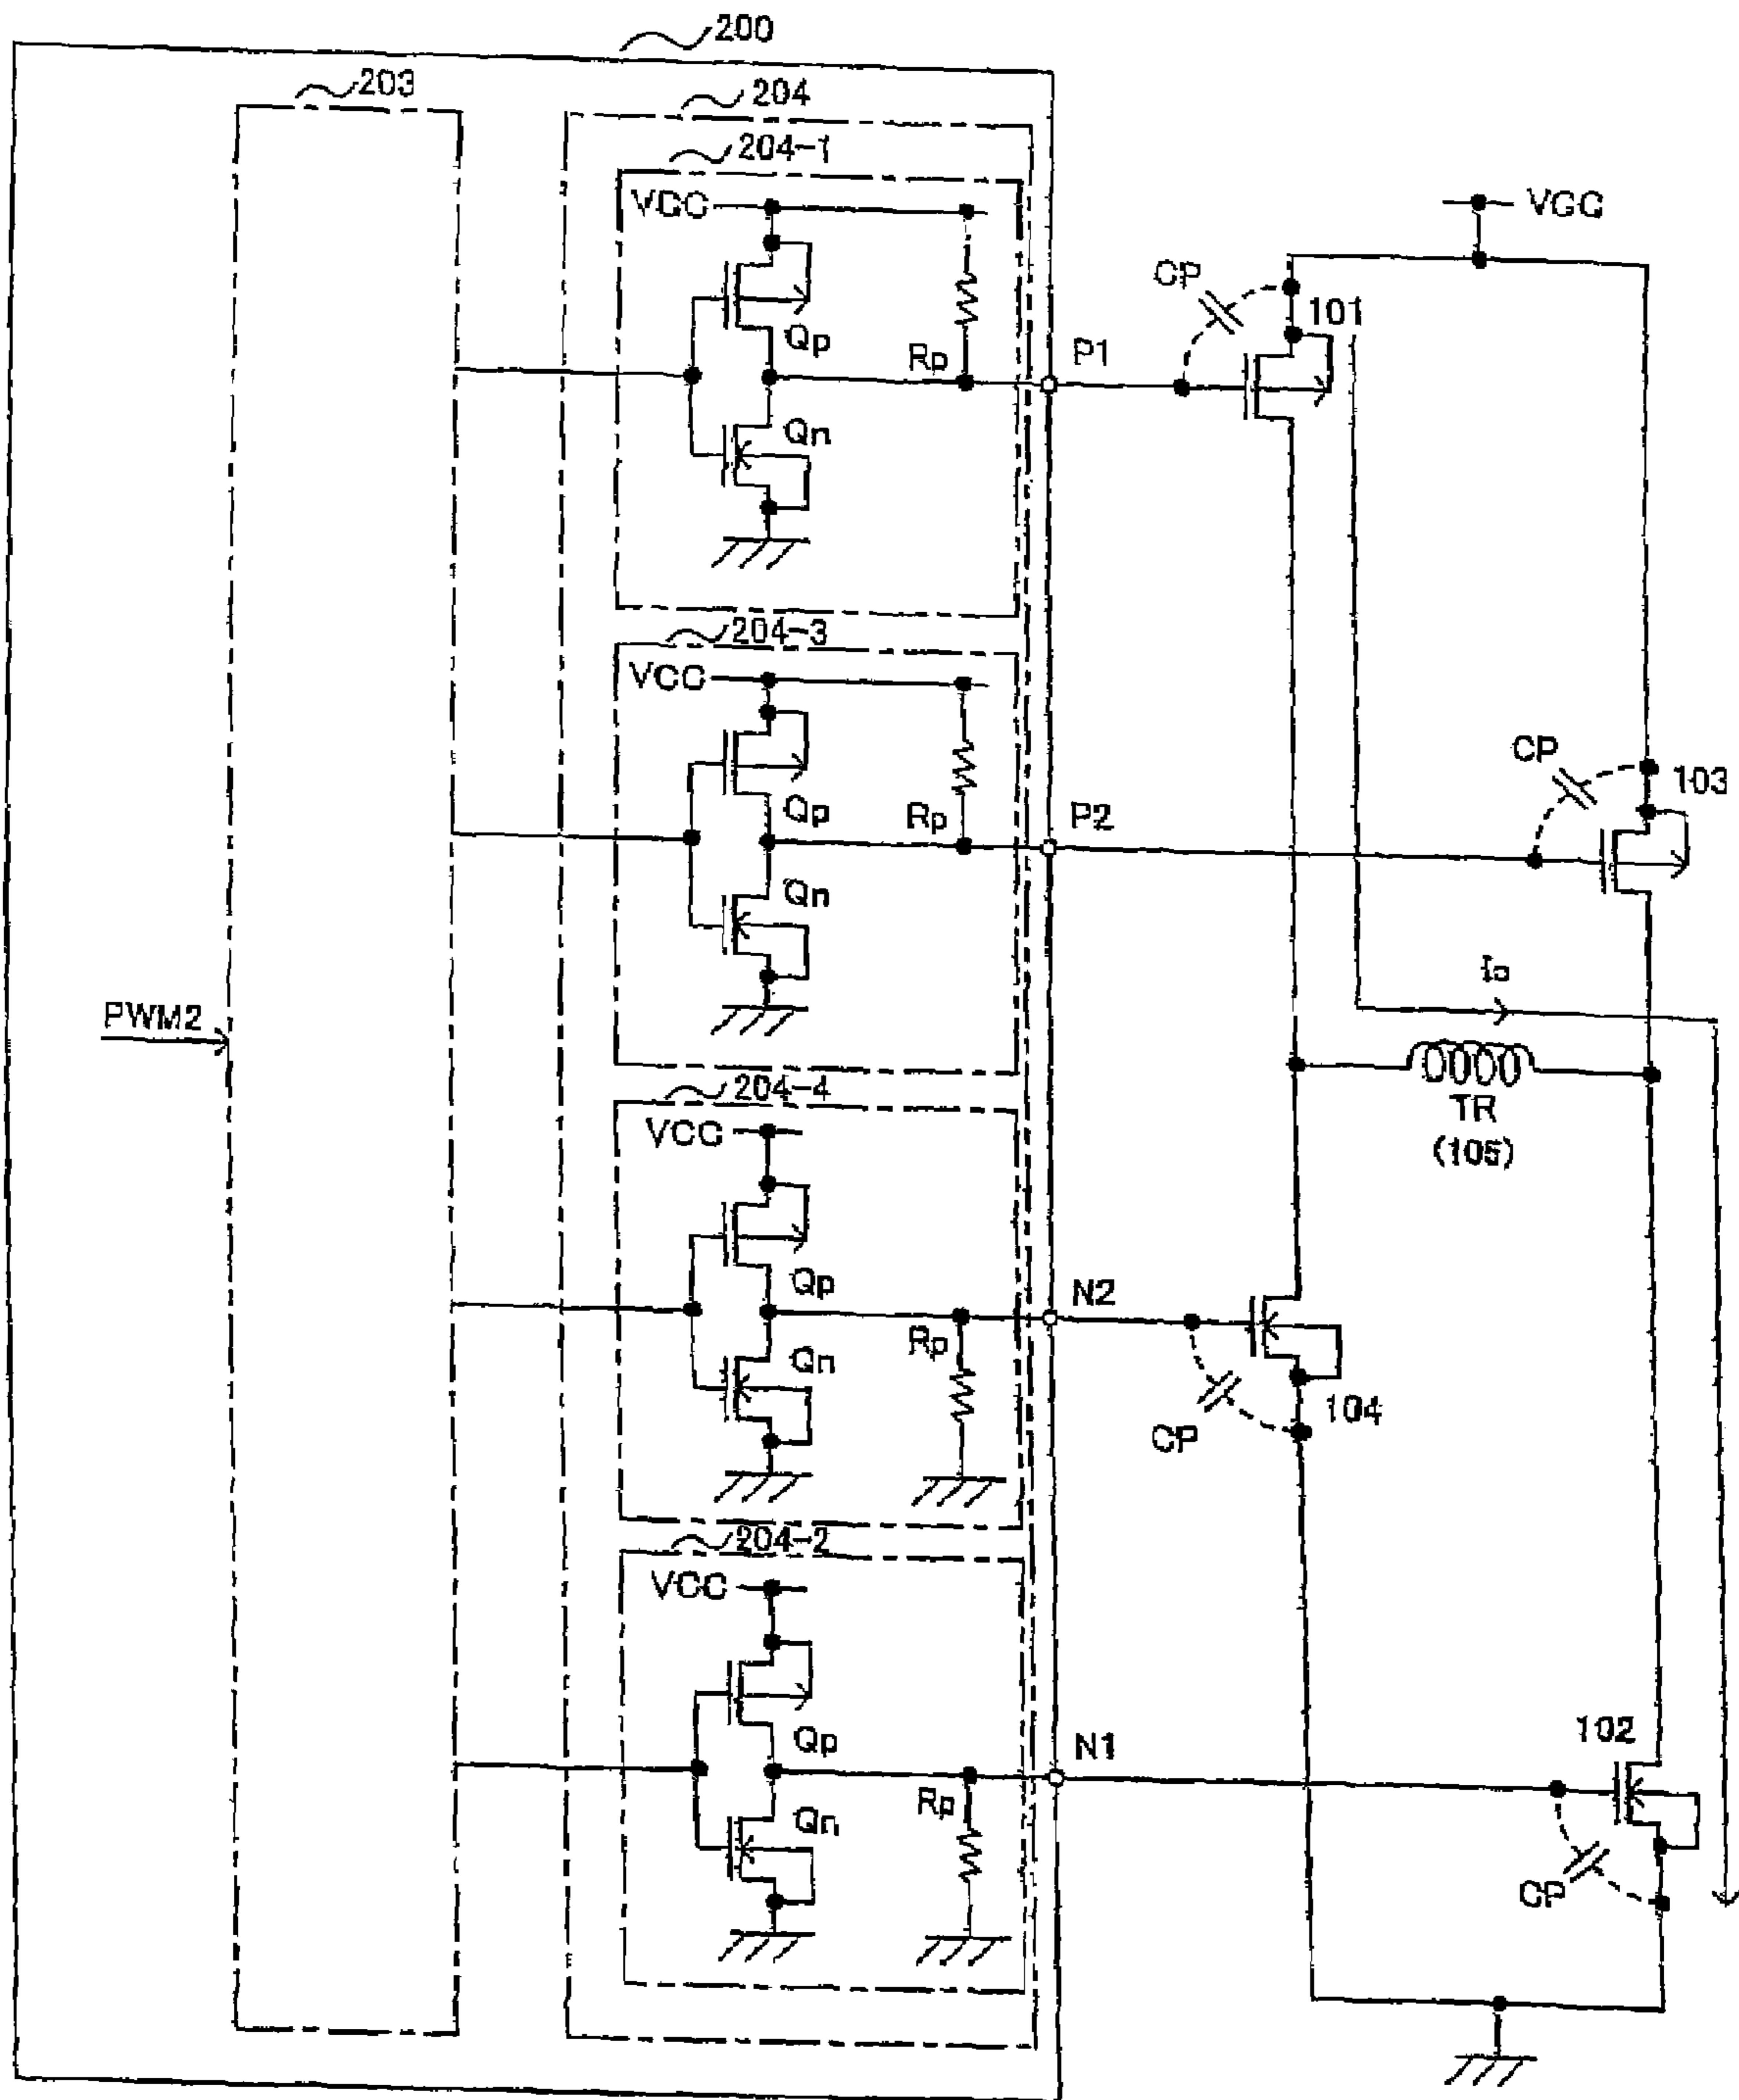 200
203
204
204-1
VCC
VCC
CP
101
Qp
Rp
P1
Qn
204-3
VCC
CP
103
Qp
Rp
P2
Qn
Io
PWM2
204-4
TR
(105)
VCC
Qp
N2
Rp
Qn
104
CP
204-2
VCC
102
Qp
N1
Rp
Qn
CP